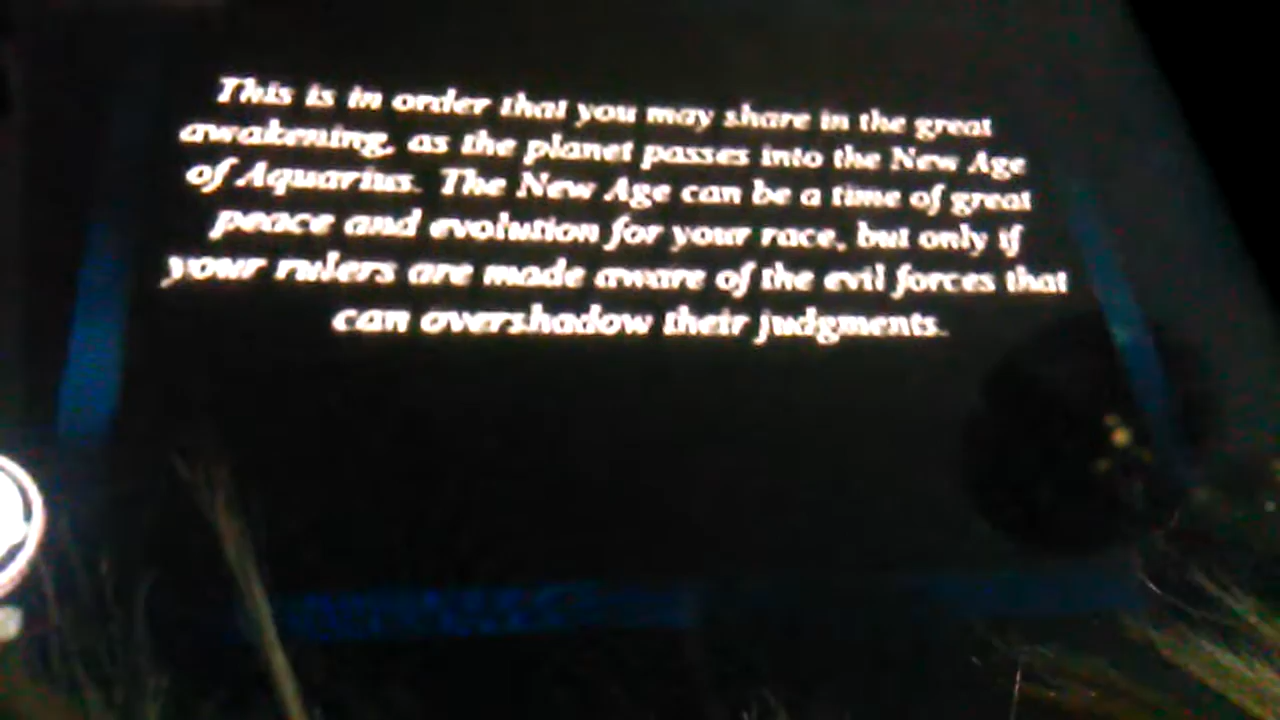 This is in order that you may share in the great
awakening, as the planet passes into the New Age
of Aquarius. The New Age can be a time of great
peace and evolution for your race, but only if
your rulers are made aware of the evil forces that
can overshadow their judgments.